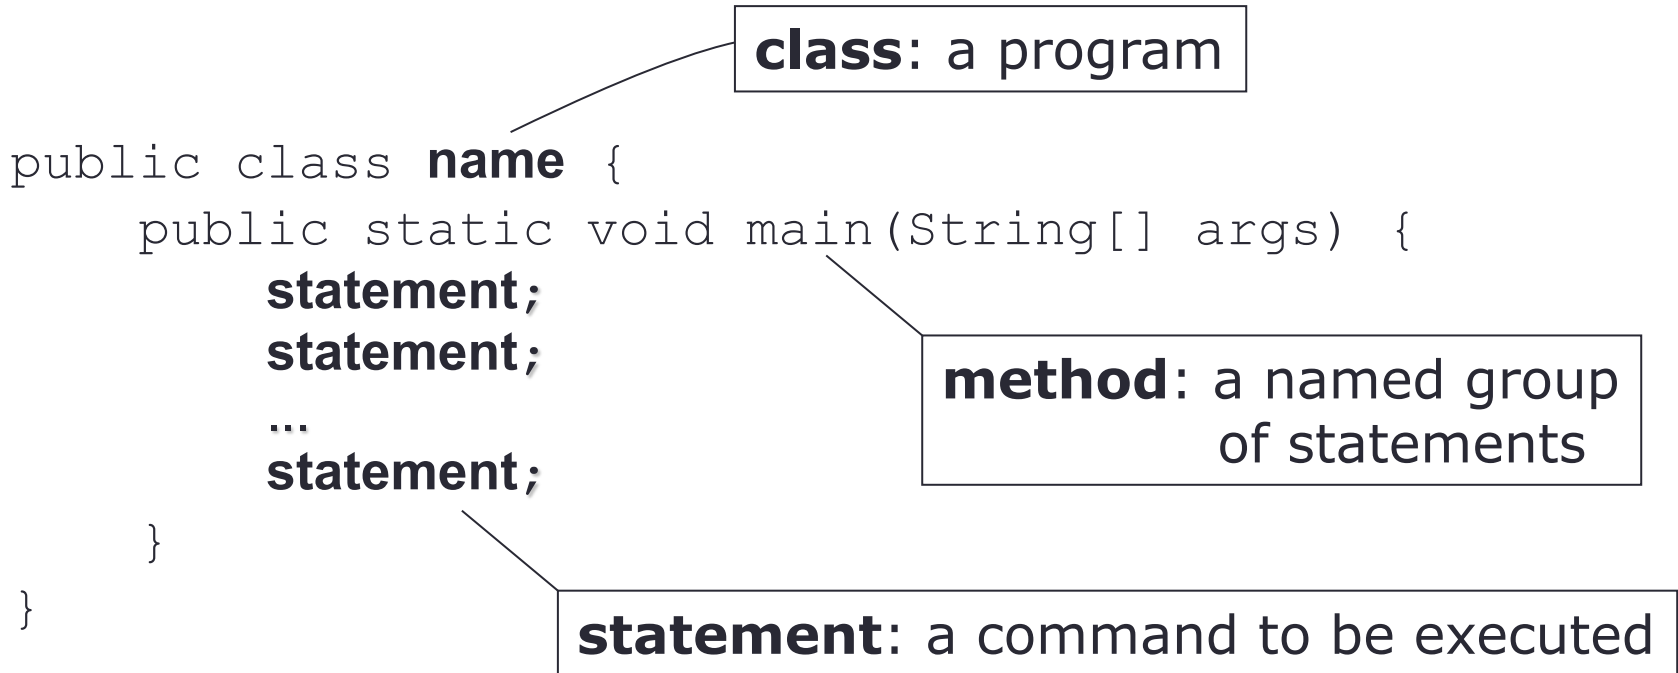 class: a program
public class name {
public static void main(String[] args) {
statement;
statement;
...
statement;
}
}
method: a named group
of statements
statement: a command to be executed